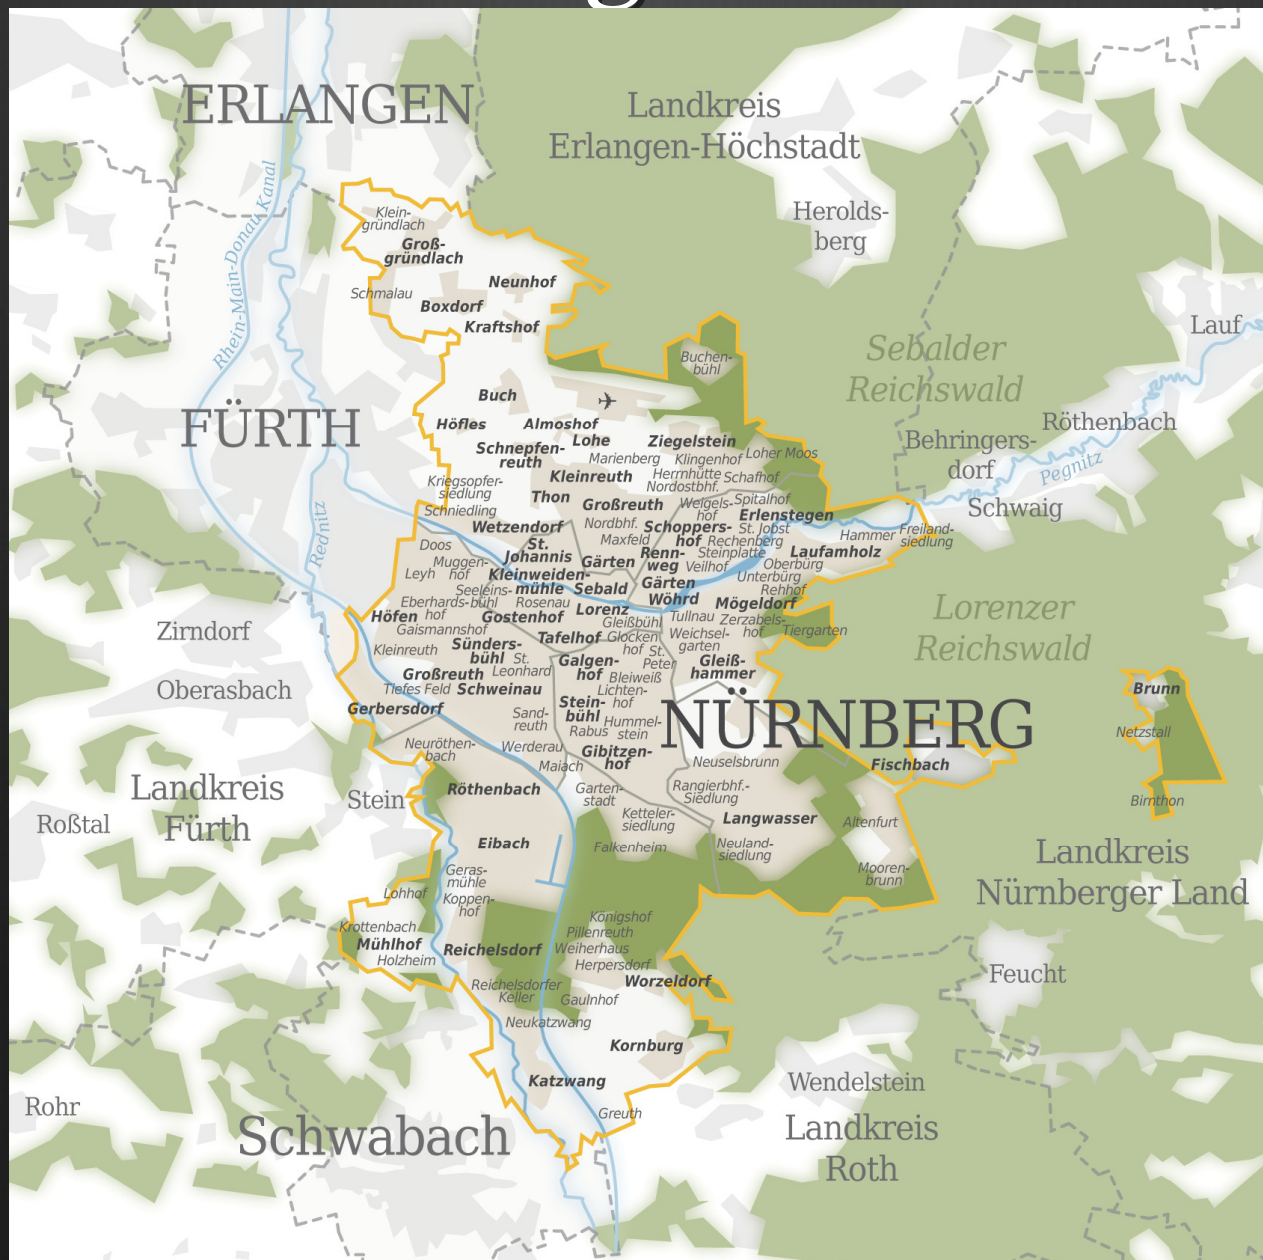 ERLANGEN
Landkreis
Erlangen-Höchstadt
Rhein-Main-Donau Kanal
Herolds-
berg
Klein-
gründlach
Groß-
gründlach
Neunhof
Schmalau
Boxdorf
Kraftshof
Lauf
Sebalder
Reichswald
Buchen-
bühl
Buch
FÜRTH
Höfles
Almoshof
Röthenbach
Lohe
Ziegelstein
Behringers-
dorf
Schnepfen-
reuth
Marienberg
Klingenhof
Loher Moos
Pegnitz
Kleinreuth
Herrnhütte
Schafhof
Nordostbhf.
Kriegsopfer-
siedlung
Thon
Großreuth
Weigels-
hof
Spitalhof
Schwaig
Schniedling
Erlenstegen
Wetzendorf
Nordbhf.
Schoppers-
hof
St. Jobst
Hammer
Freiland-
siedlung
Rednitz
Maxfeld
Rechenberg
Doos
St.
Johannis
Renn-
weg
Steinplatte
Laufamholz
Muggen-
hof
Gärten
Veilhof
Oberbürg
Leyh
Kleinweiden-
mühle
Sebald
Gärten
Wöhrd
Unterbürg
Seeleins-
bühl
Rehhof
Eberhards-
hof
Rosenau
Lorenz
Mögeldorf
Lorenzer
Reichswald
Höfen
Gostenhof
Gleißbühl
Tullnau
Zerzabels-
hof
Tiergarten
Zirndorf
Gaismannshof
Tafelhof
Glocken-
hof
Weichsel-
garten
Kleinreuth
Sünders-
bühl
St.
Leonhard
St.
Peter
Galgen-
hof
Gleiß-
hammer
Großreuth
Bleiweiß
Oberasbach
Tiefes Feld
Schweinau
Lichten-
hof
Brunn
Gerbersdorf
Stein-
bühl
Sand-
reuth
Hummel-
stein
Rabus
NÜRNBERG
Netzstall
Neuröthen-
bach
Werderau
Gibitzen-
hof
Maiach
Neuselsbrunn
Fischbach
Landkreis
Fürth
Stein
Röthenbach
Garten-
stadt
Rangierbhf.-
Siedlung
Birnthon
Roßtal
Ketteler-
siedlung
Langwasser
Altenfurt
Eibach
Falkenheim
Neuland-
siedlung
Landkreis
Nürnberger Land
Geras-
mühle
Mooren-
brunn
Lohhof
Koppen-
hof
Königshof
Krottenbach
Pillenreuth
Mühlhof
Reichelsdorf
Weiherhaus
Holzheim
Herpersdorf
Feucht
Worzeldorf
Reichelsdorfer
Keller
Gaulnhof
Neukatzwang
Kornburg
Katzwang
Wendelstein
Rohr
Greuth
Schwabach
Landkreis
Roth